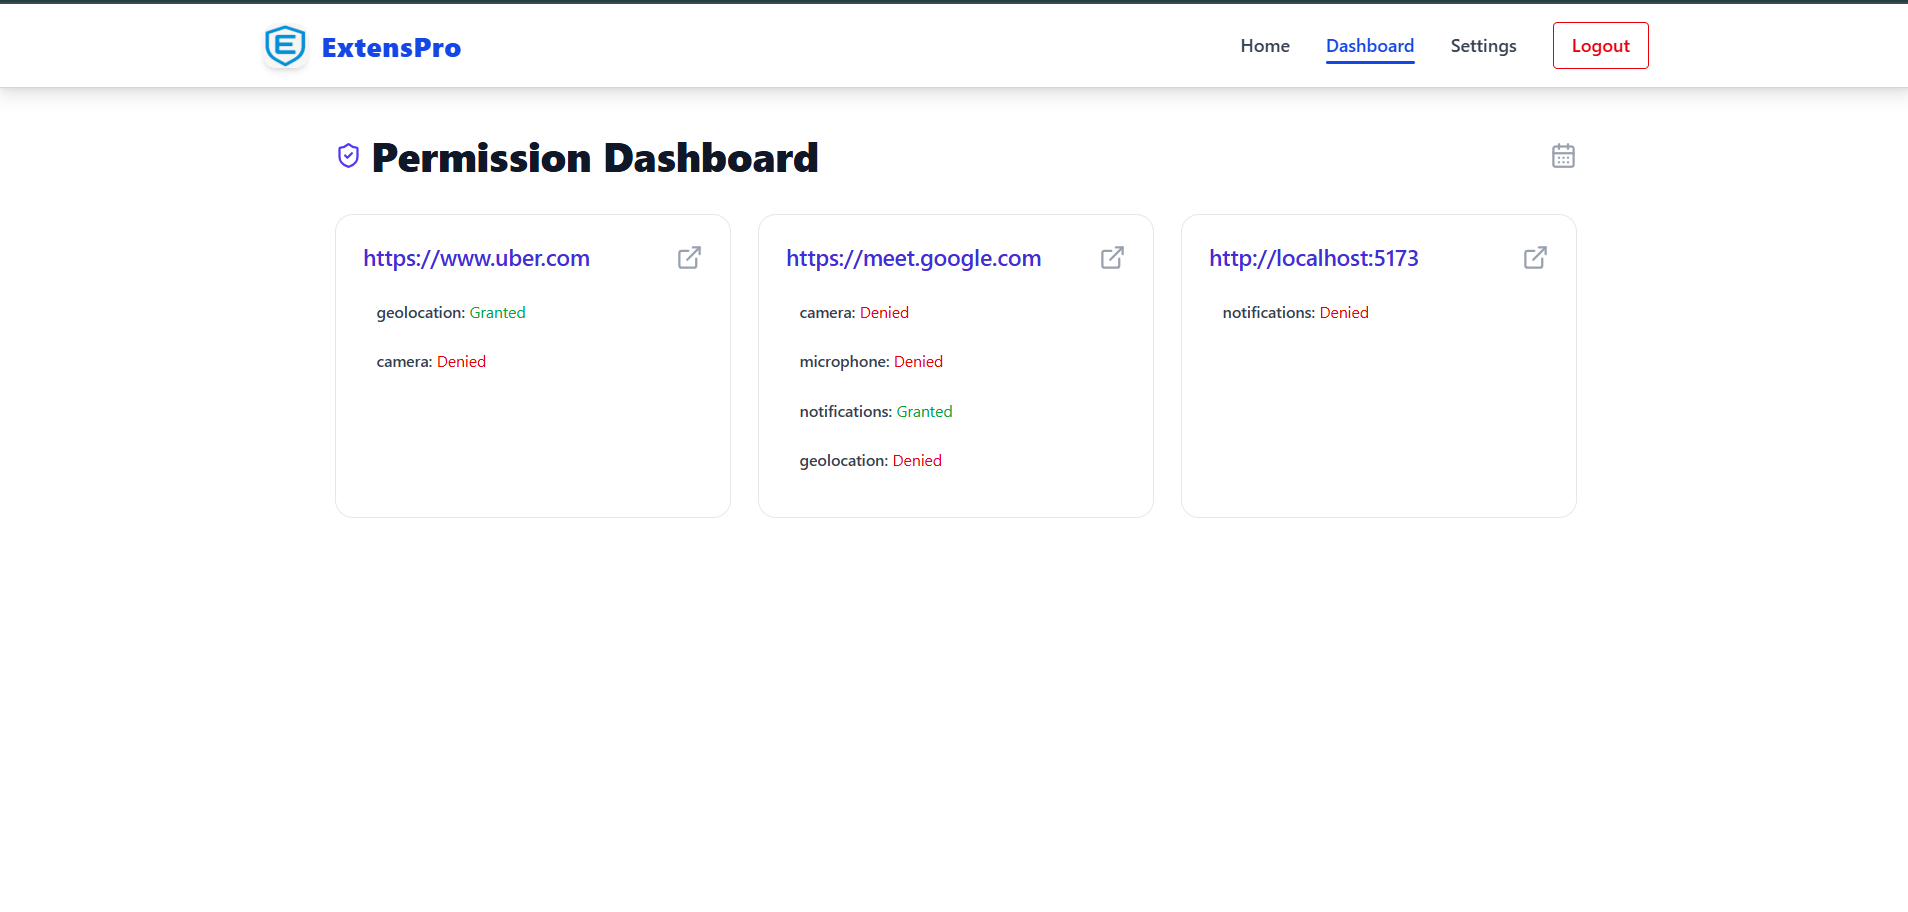 ExtensPro
Home
Dashboard
Settings
Logout
Permission Dashboard
https://www.uber.com
geolocation: Granted
camera: Denied
https://meet.google.com
camera: Denied
microphone: Denied
notifications: Granted
geolocation: Denied
http://localhost:5173
notifications: Denied